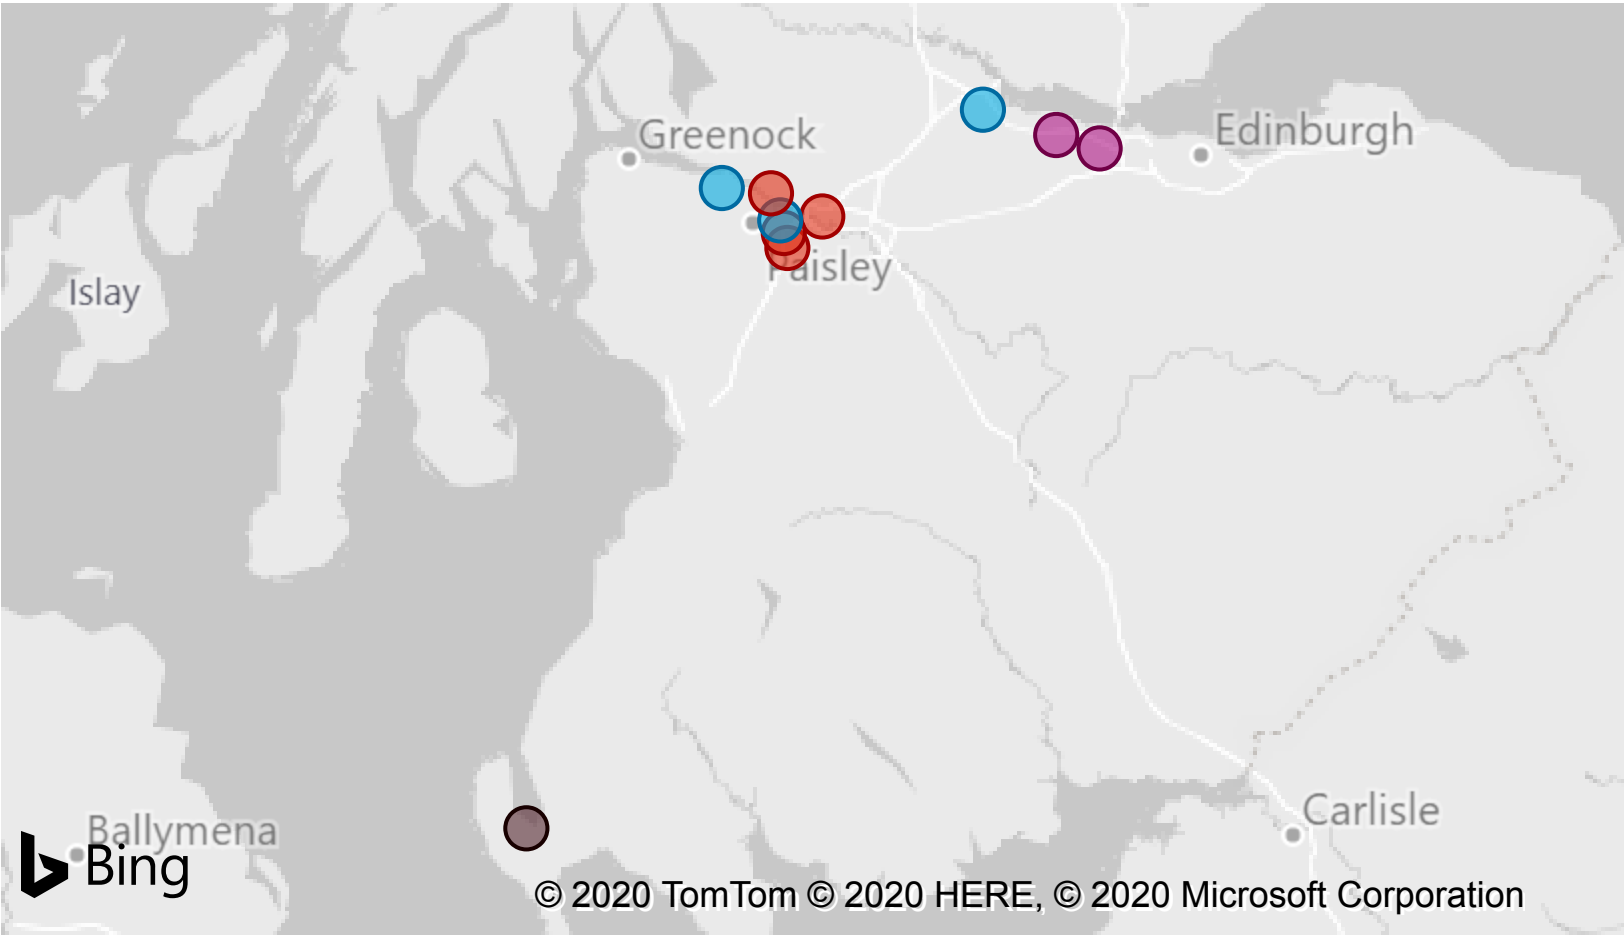 Edinburgh
Greenock
Paisley
Islay
Carlisle
Ballymena
Bing
© 2020 TomTom © 2020 HERE, © 2020 Microsoft Corporation